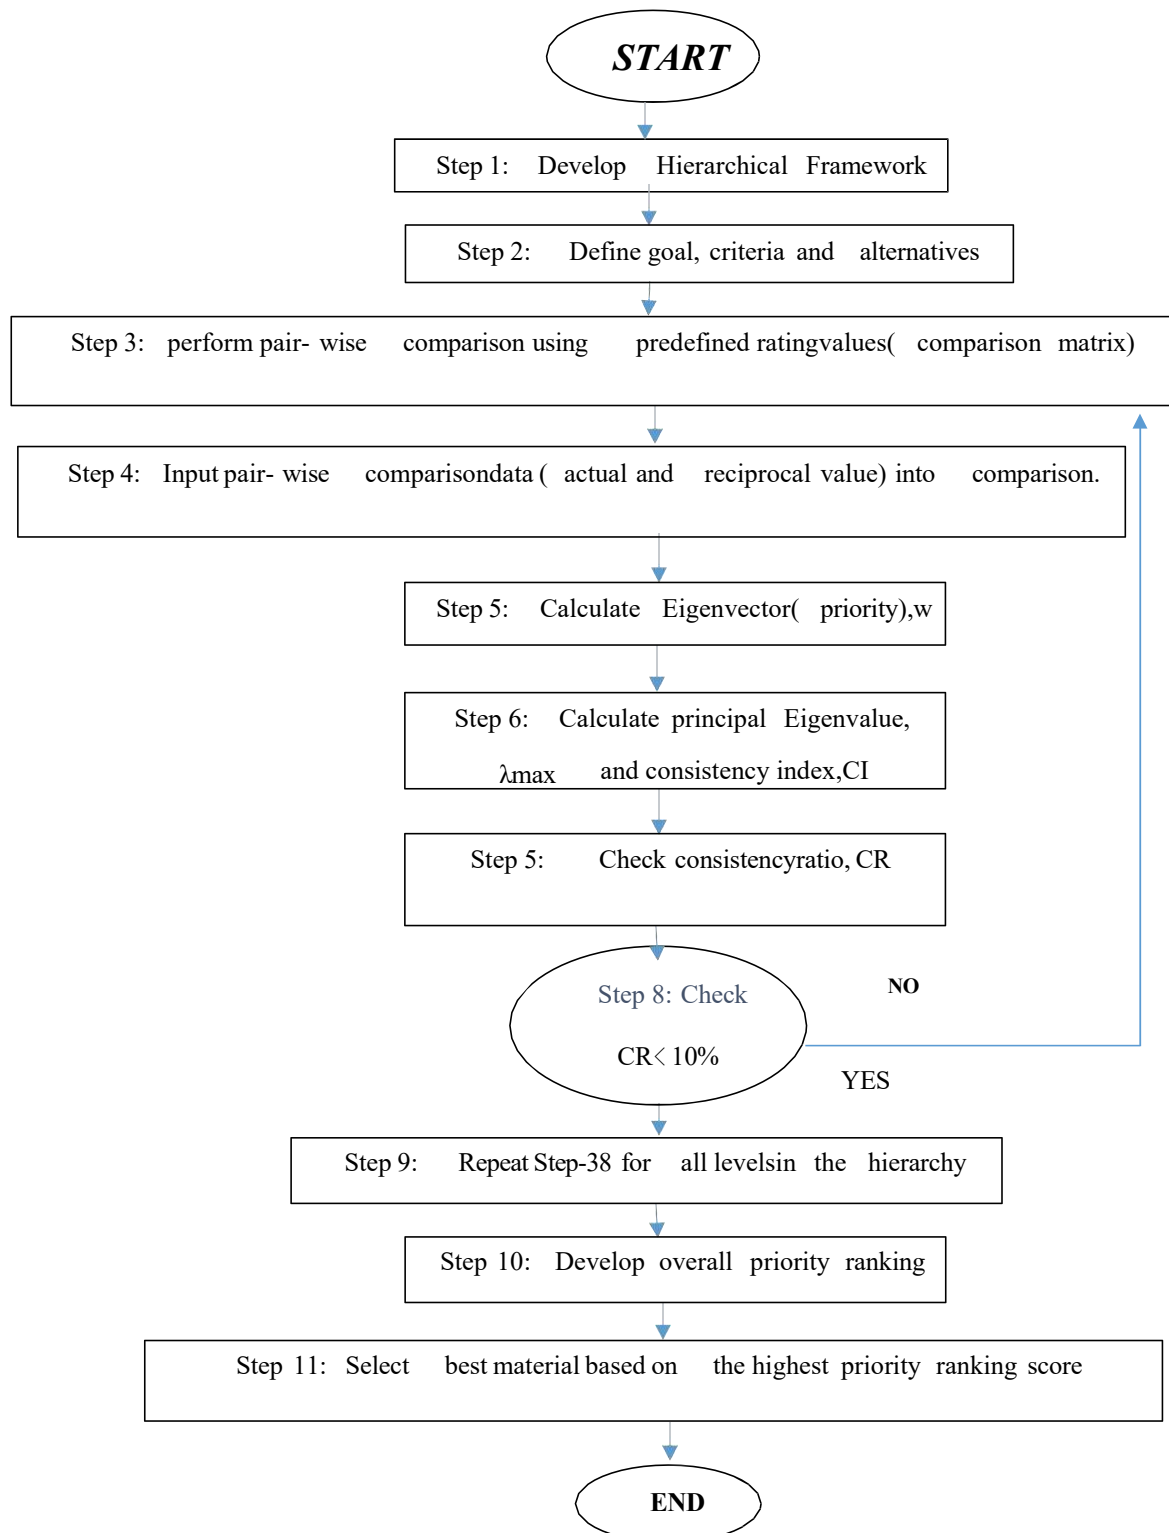 START
Step 1: Develop Hierarchical Framework
Step 2: Define goal, criteria and alternatives
Step 3: perform pair- wise comparison using predefined ratingvalues( comparison matrix)
Step 4: Input pair- wise comparisondata ( actual and reciprocal value) into comparison.
Step 5: Calculate Eigenvector( priority),w
Step 6: Calculate principal Eigenvalue,
λmax and consistency index,CI
Step 5: Check consistencyratio, CR
Step 8: Check
CR< 10%
NO
YES
Step 9: Repeat Step-38 for all levelsin the hierarchy
Step 10: Develop overall priority ranking
Step 11: Select best material based on the highest priority ranking score
END